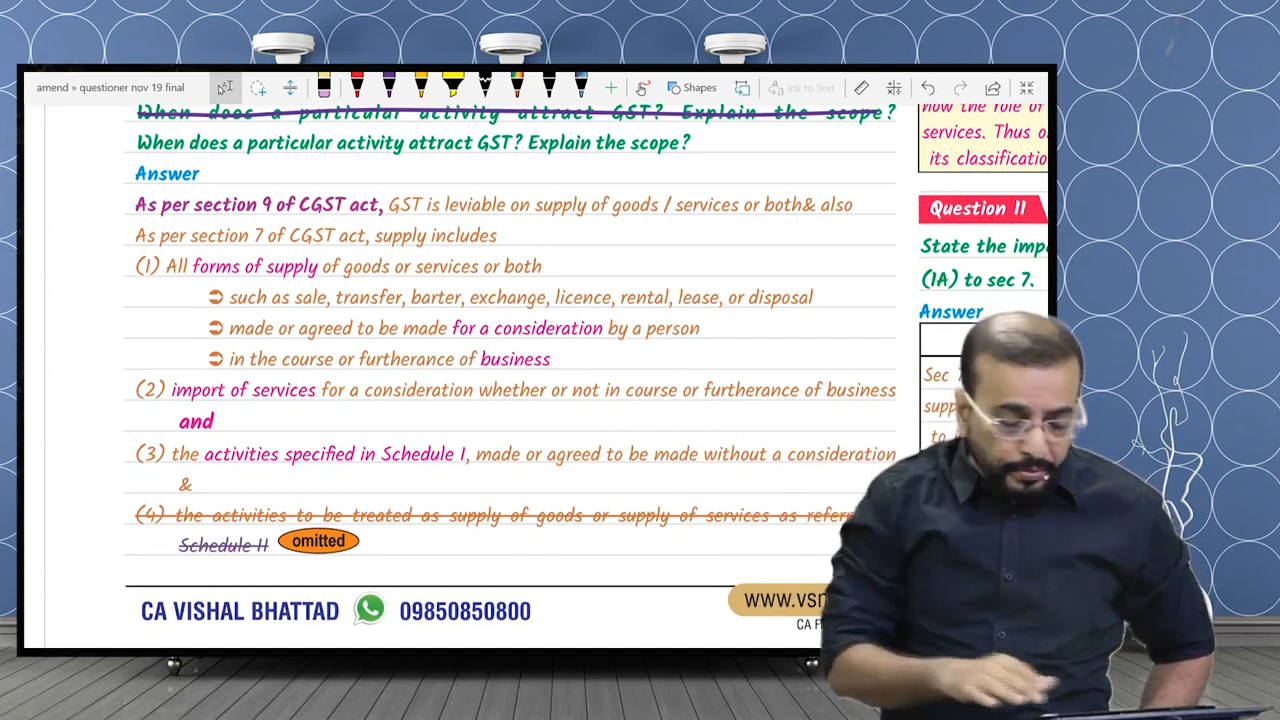 amend » questioner nov 19 final
Shapes
Ink to Text
When does a particular activity attract GST? Explain the scope?
When does a particular activity attract GST? Explain the scope?
Answer
As per section 9 of CGST act, GST is leviable on supply of goods / services or both& also
As per section 7 of CGST act, supply includes
(1) All forms of supply of goods or services or both
➲ such as sale, transfer, barter, exchange, licence, rental, lease, or disposal
➲ made or agreed to be made for a consideration by a person
➲ in the course or furtherance of business
(2) import of services for a consideration whether or not in course or furtherance of business
and
(3) the activities specified in Schedule I, made or agreed to be made without a consideration
&
(4) the activities to be treated as supply of goods or supply of services as refer
Schedule II omitted
CA VISHAL BHATTAD 09850850800
www.vsm
CA F
how the role of
services. Thus o
its classificatio
Question 11
State the imp
(1A) to sec 7.
Answer
Sec
supp
to